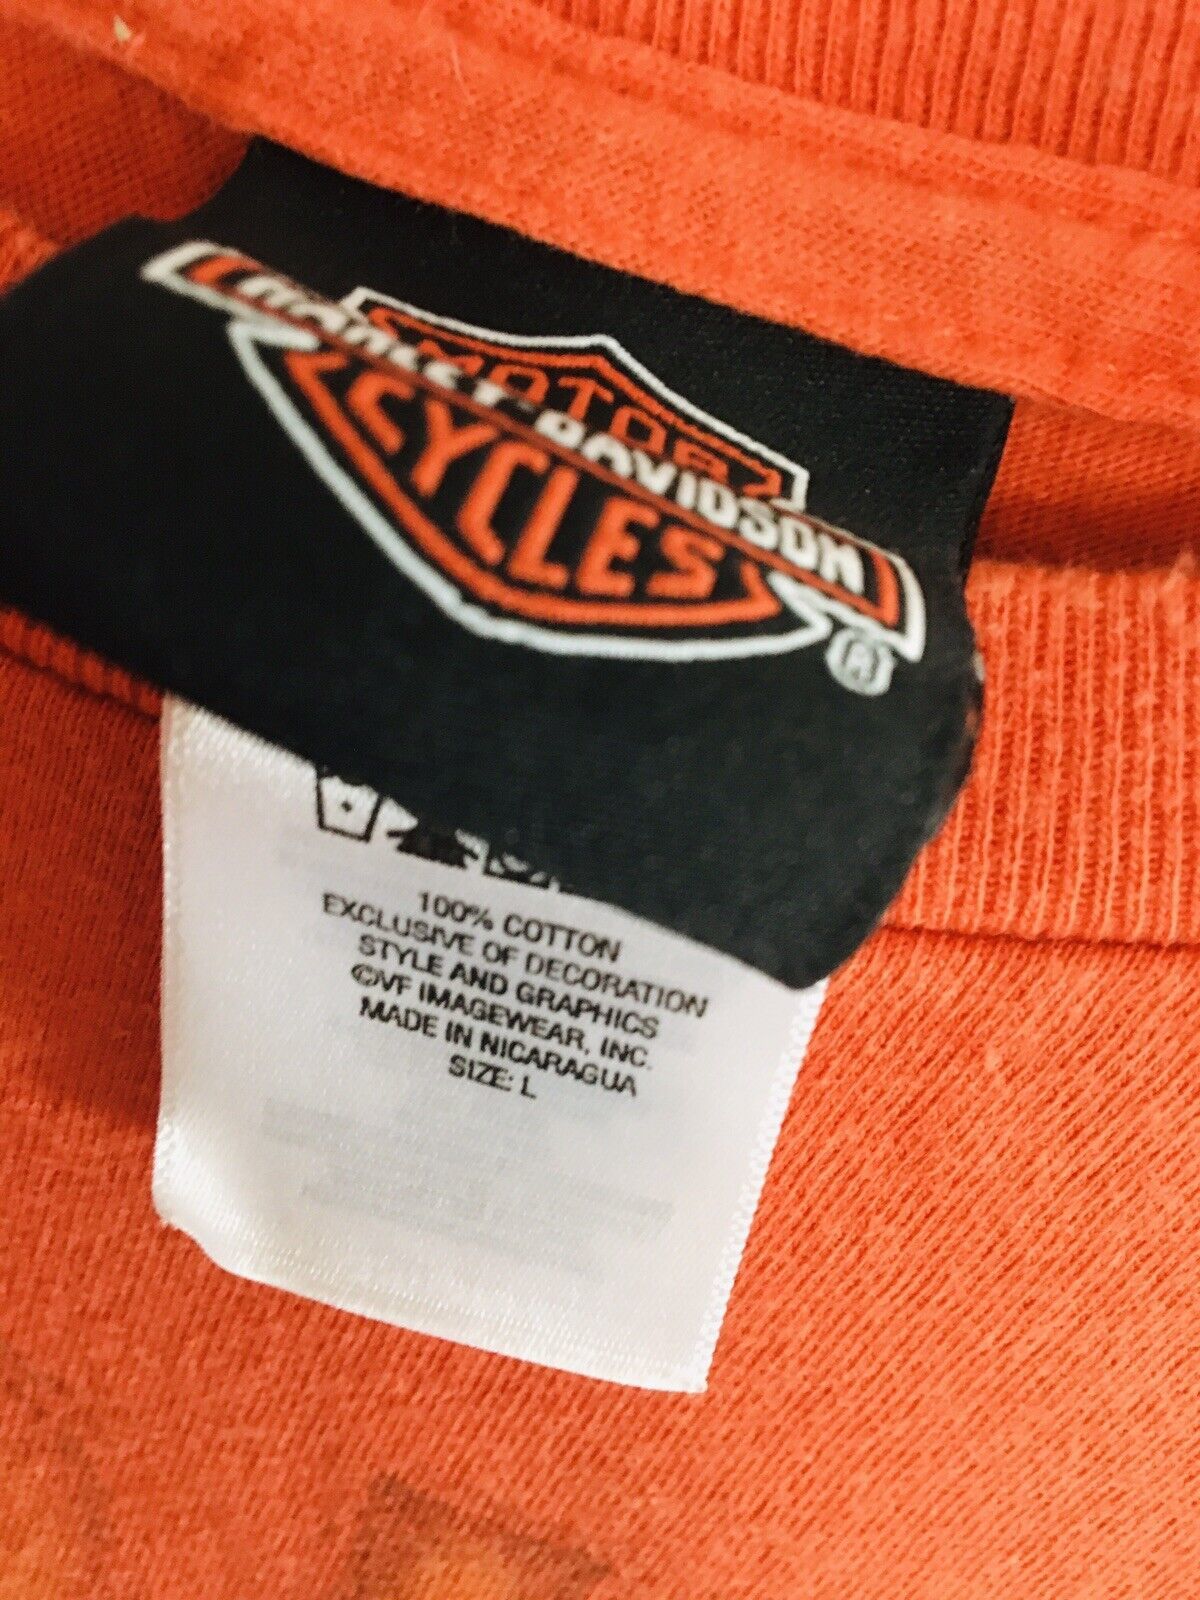 MOTOR
HARLEY-DAVIDSON
CYCLES
®
100% COTTON
EXCLUSIVE OF DECORATION
STYLE AND GRAPHICS
©VF IMAGEWEAR, INC.
MADE IN NICARAGUA
SIZE: L